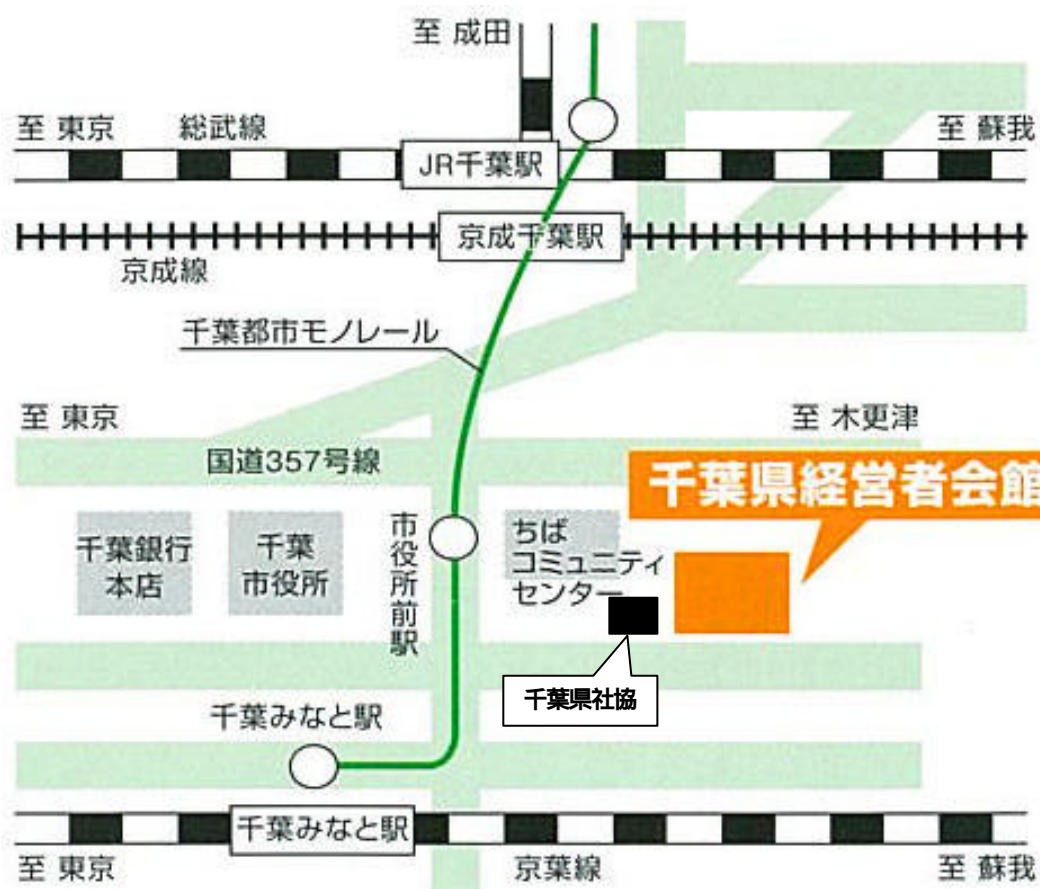 至 成田
至 東京
総武線
至 蘇我
JR千葉駅
京成千葉駅
京成線
千葉都市モノレール
至 東京
至 木更津
国道357号線
千葉県経営者会館
千葉銀行
本店
千葉
市役所
市役所前駅
ちば
コミュニティ
センター
千葉県社協
千葉みなと駅
千葉みなと駅
至 東京
京葉線
至 蘇我